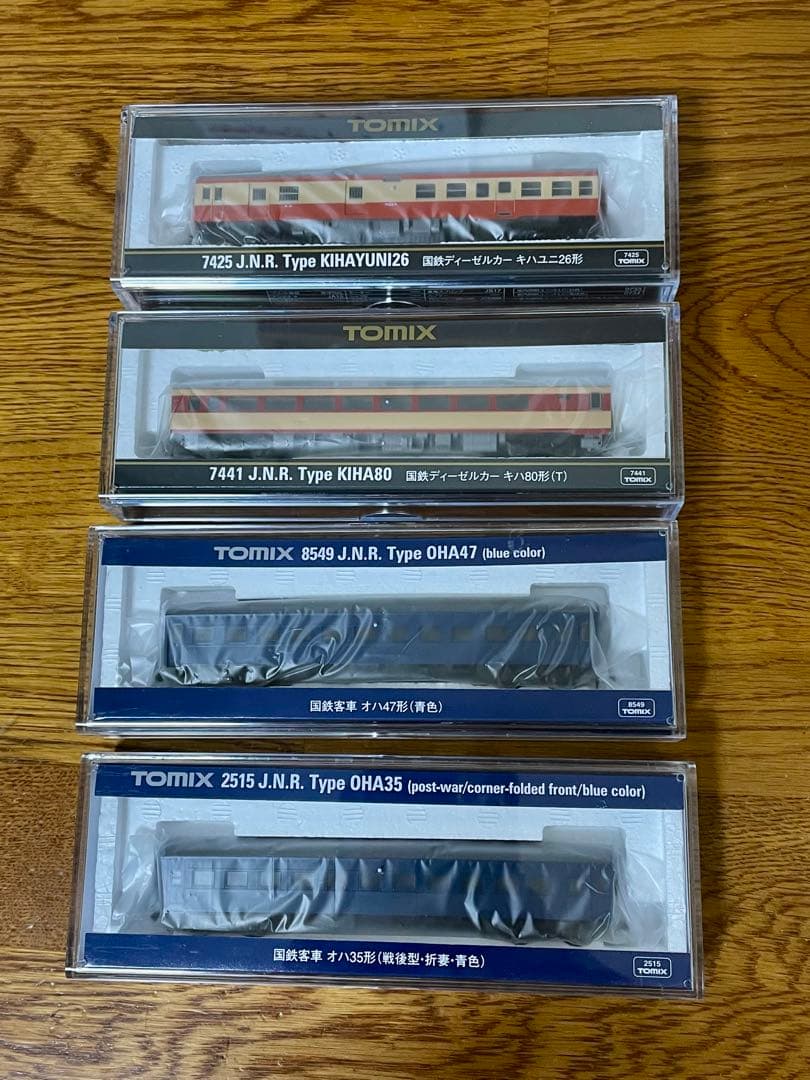 TOMIX
7425 J.N.R. Type KIHAYUNI26 国鉄ディーゼルカー キハユニ26形
7425
TOMIX
TOMIX
7441 J.N.R. Type KIHA80 国鉄ディーゼルカー キハ80形(T)
7441
TOMIX
TOMIX 8549 J.N.R. Type OHA47 (blue color)
国鉄客車 オハ47形(青色)
8549
TOMIX
TOMIX 2515 J.N.R. Type OHA35 (post-war/corner-folded front/blue color)
国鉄客車 オハ35形(戦後型・折妻・青色)
2515
TOMIX